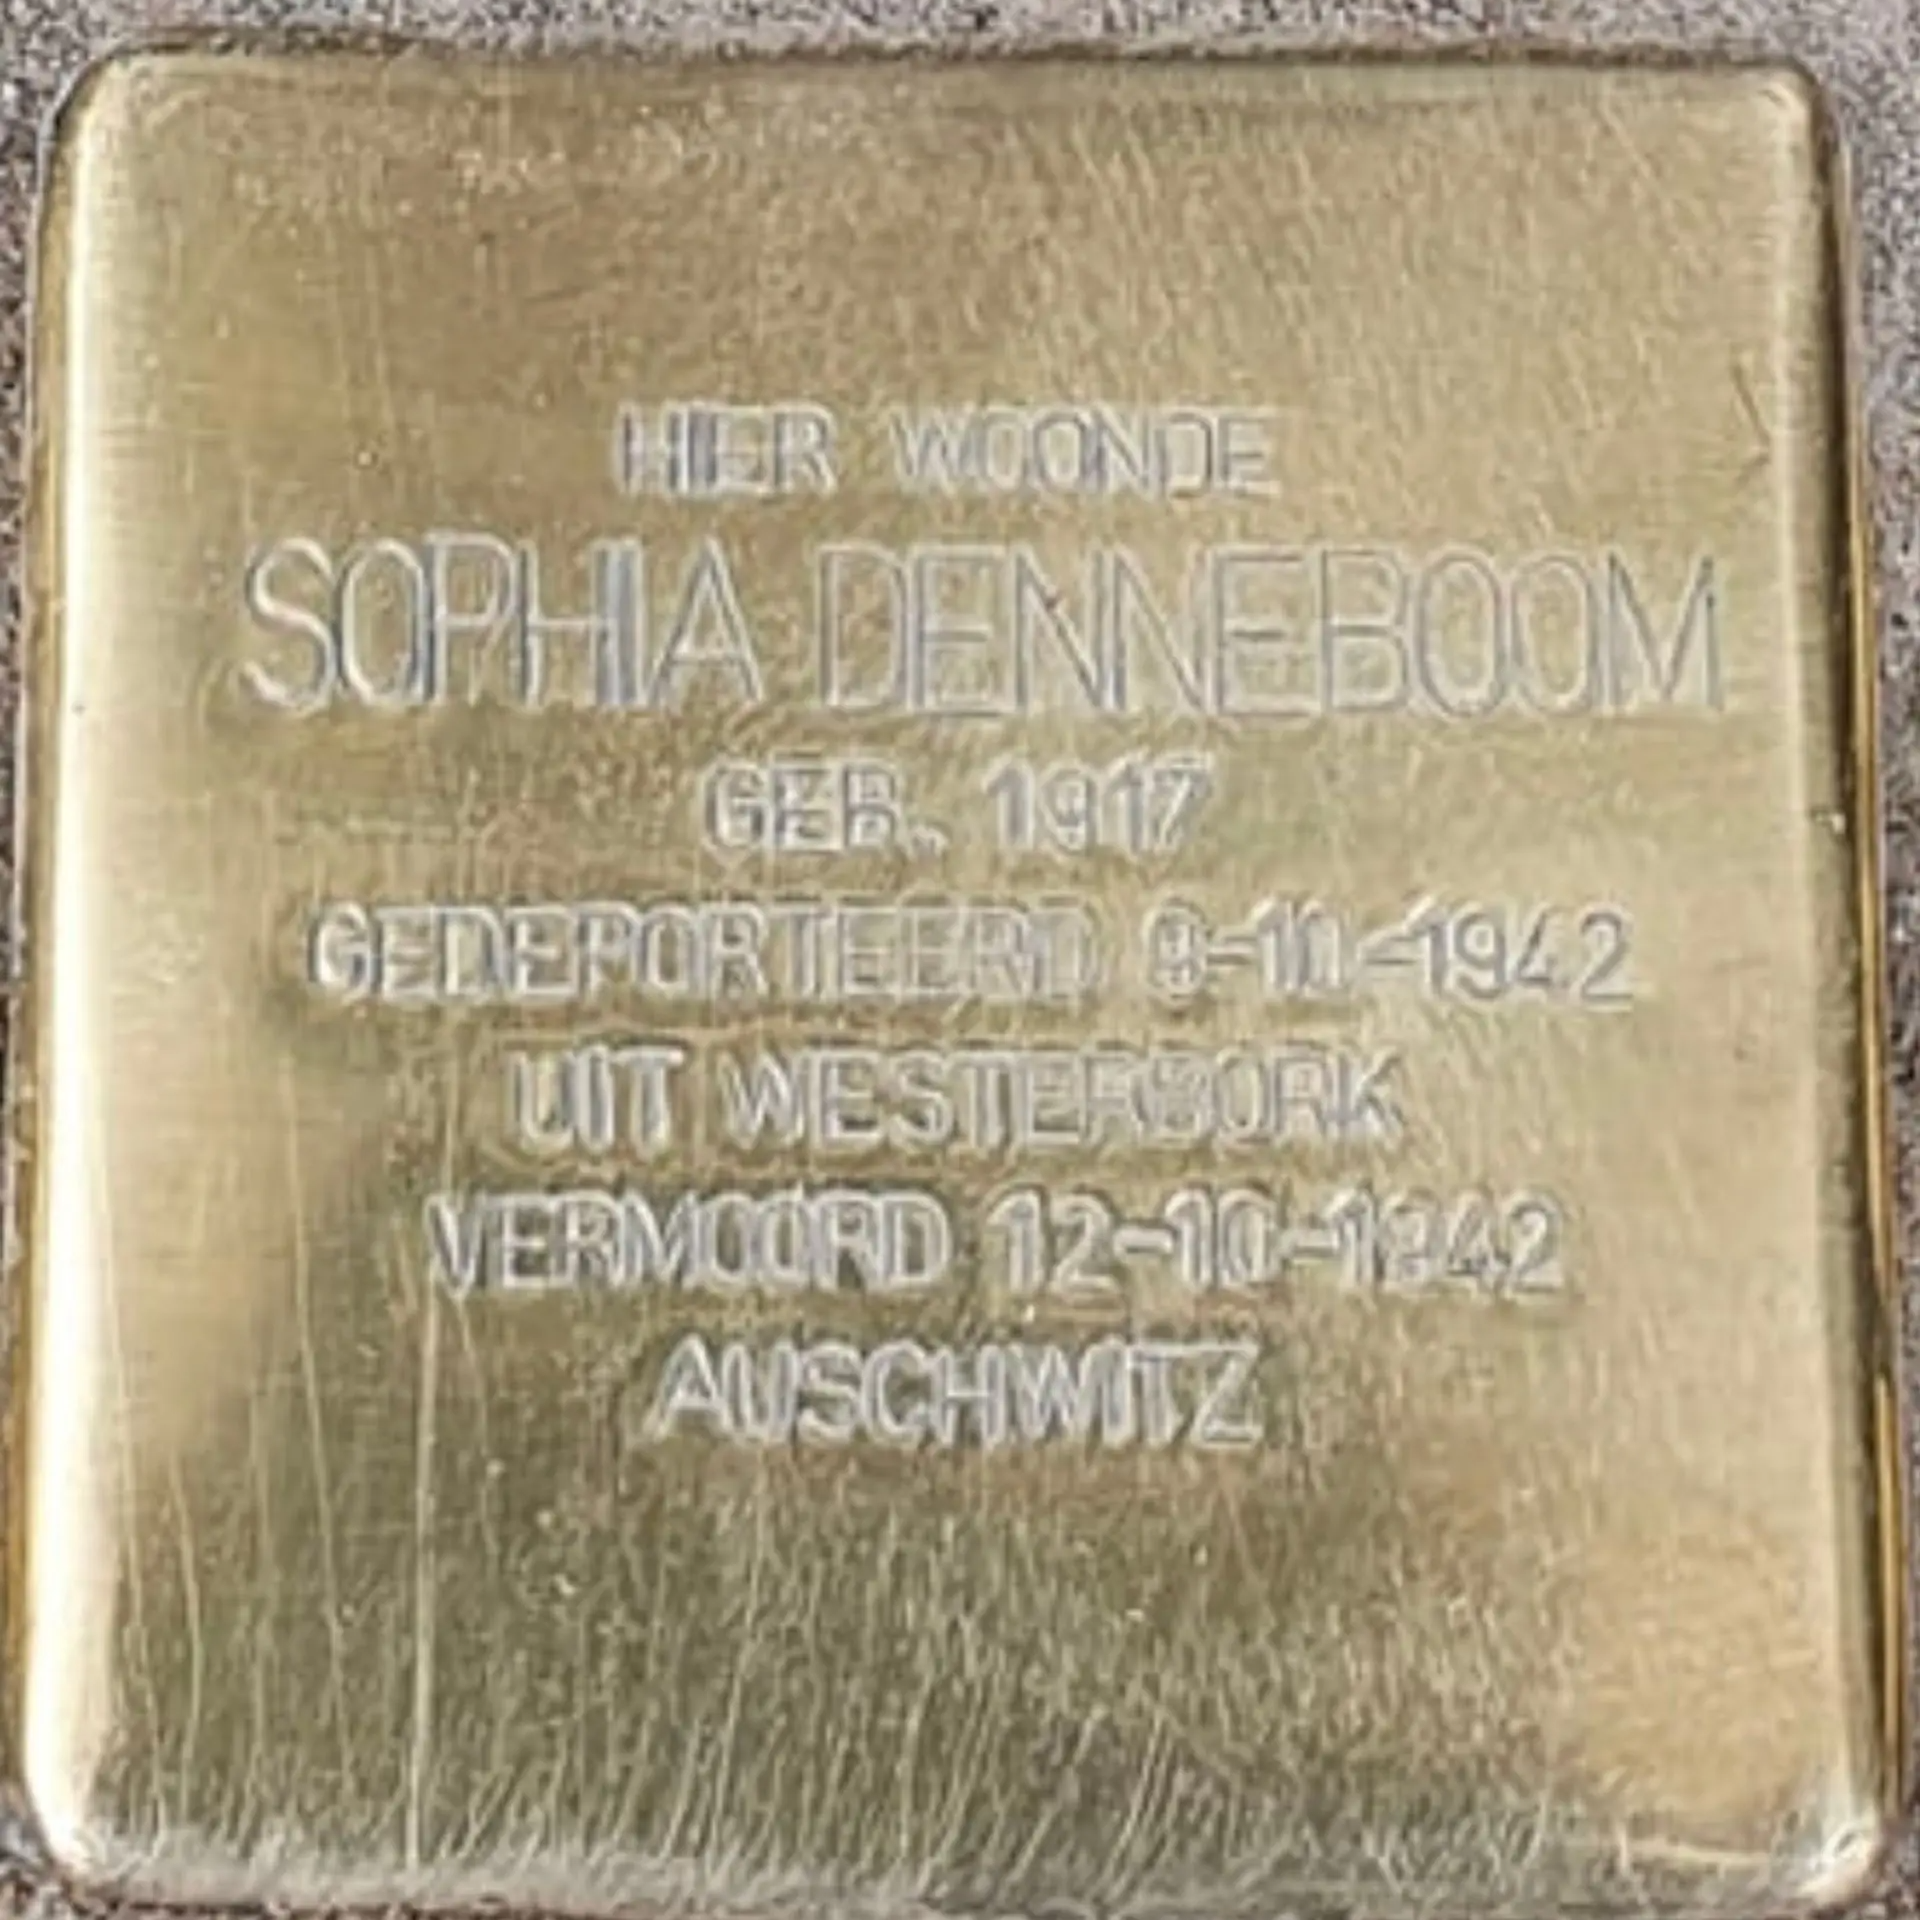 HIER WOONDE
SOPHIA DENNEBOOM
GEB. 1917
GEDEPORTEERD 9-10-1942
UIT WESTERBORK
VERMOORD 12-10-1942
AUSCHWITZ